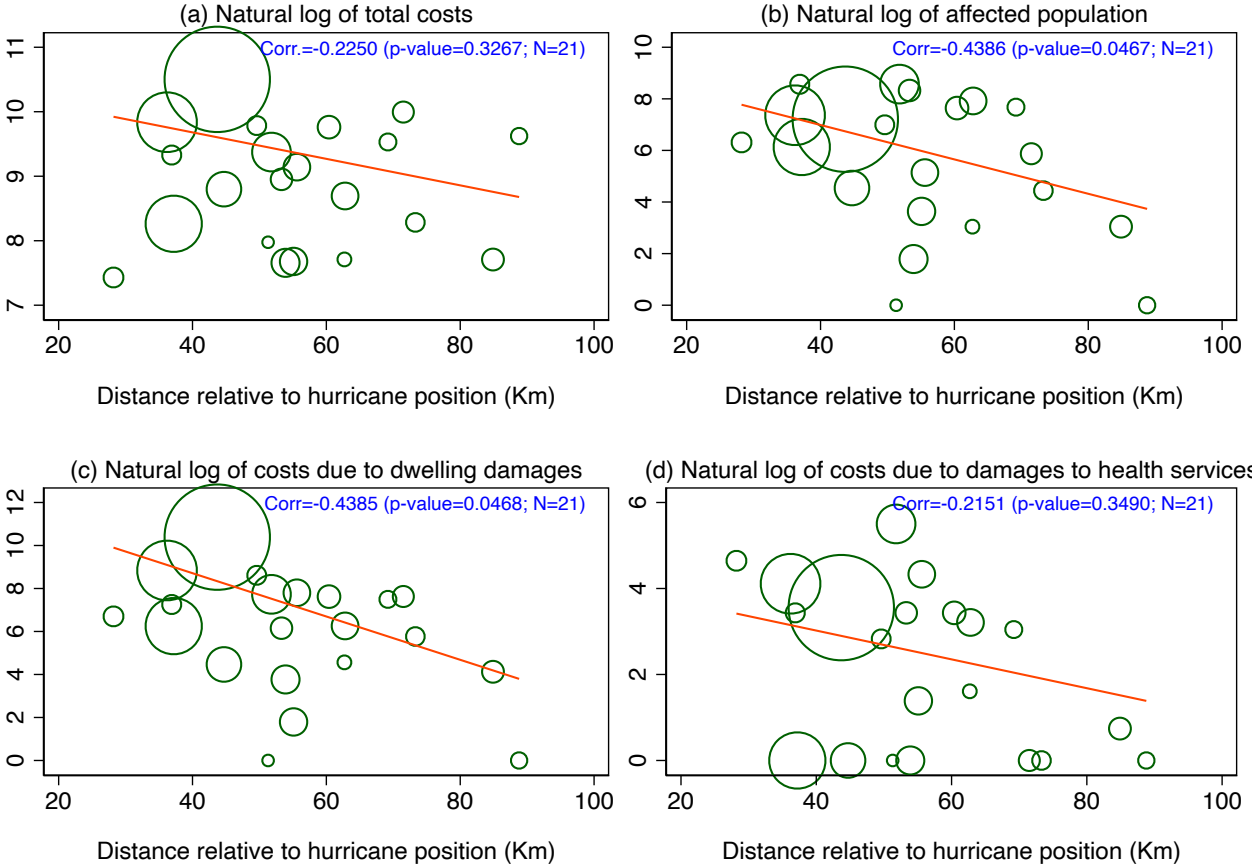 (a) Natural log of total costs
Corr.=-0.2250 (p-value=0.3267; N=21)
11
10
9
8
7
20 40 60 80 100
Distance relative to hurricane position (Km)
(b) Natural log of affected population
Corr=-0.4386 (p-value=0.0467; N=21)
10
8
6
4
2
0
20 40 60 80 100
Distance relative to hurricane position (Km)
(c) Natural log of costs due to dwelling damages
Corr=-0.4385 (p-value=0.0468; N=21)
12
10
8
6
4
2
0
20 40 60 80 100
Distance relative to hurricane position (Km)
(d) Natural log of costs due to damages to health services
Corr=-0.2151 (p-value=0.3490; N=21)
6
4
2
0
20 40 60 80 100
Distance relative to hurricane position (Km)